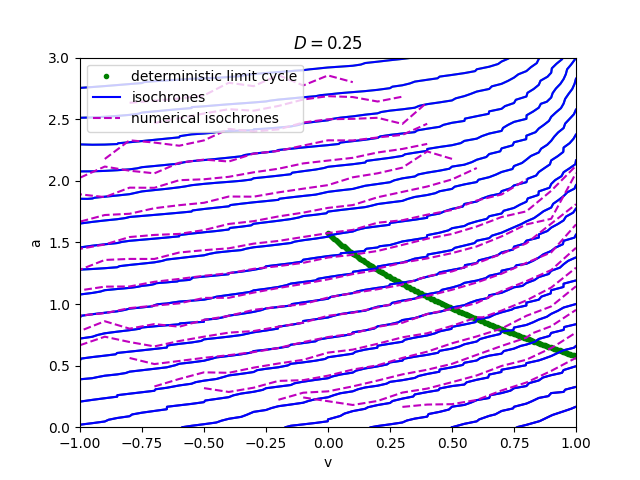 D = 0.25
deterministic limit cycle
isochrones
numerical isochrones
3.0
2.5
2.0
1.5
1.0
0.5
0.0
a
−1.00 −0.75 −0.50 −0.25 0.00 0.25 0.50 0.75 1.00
v